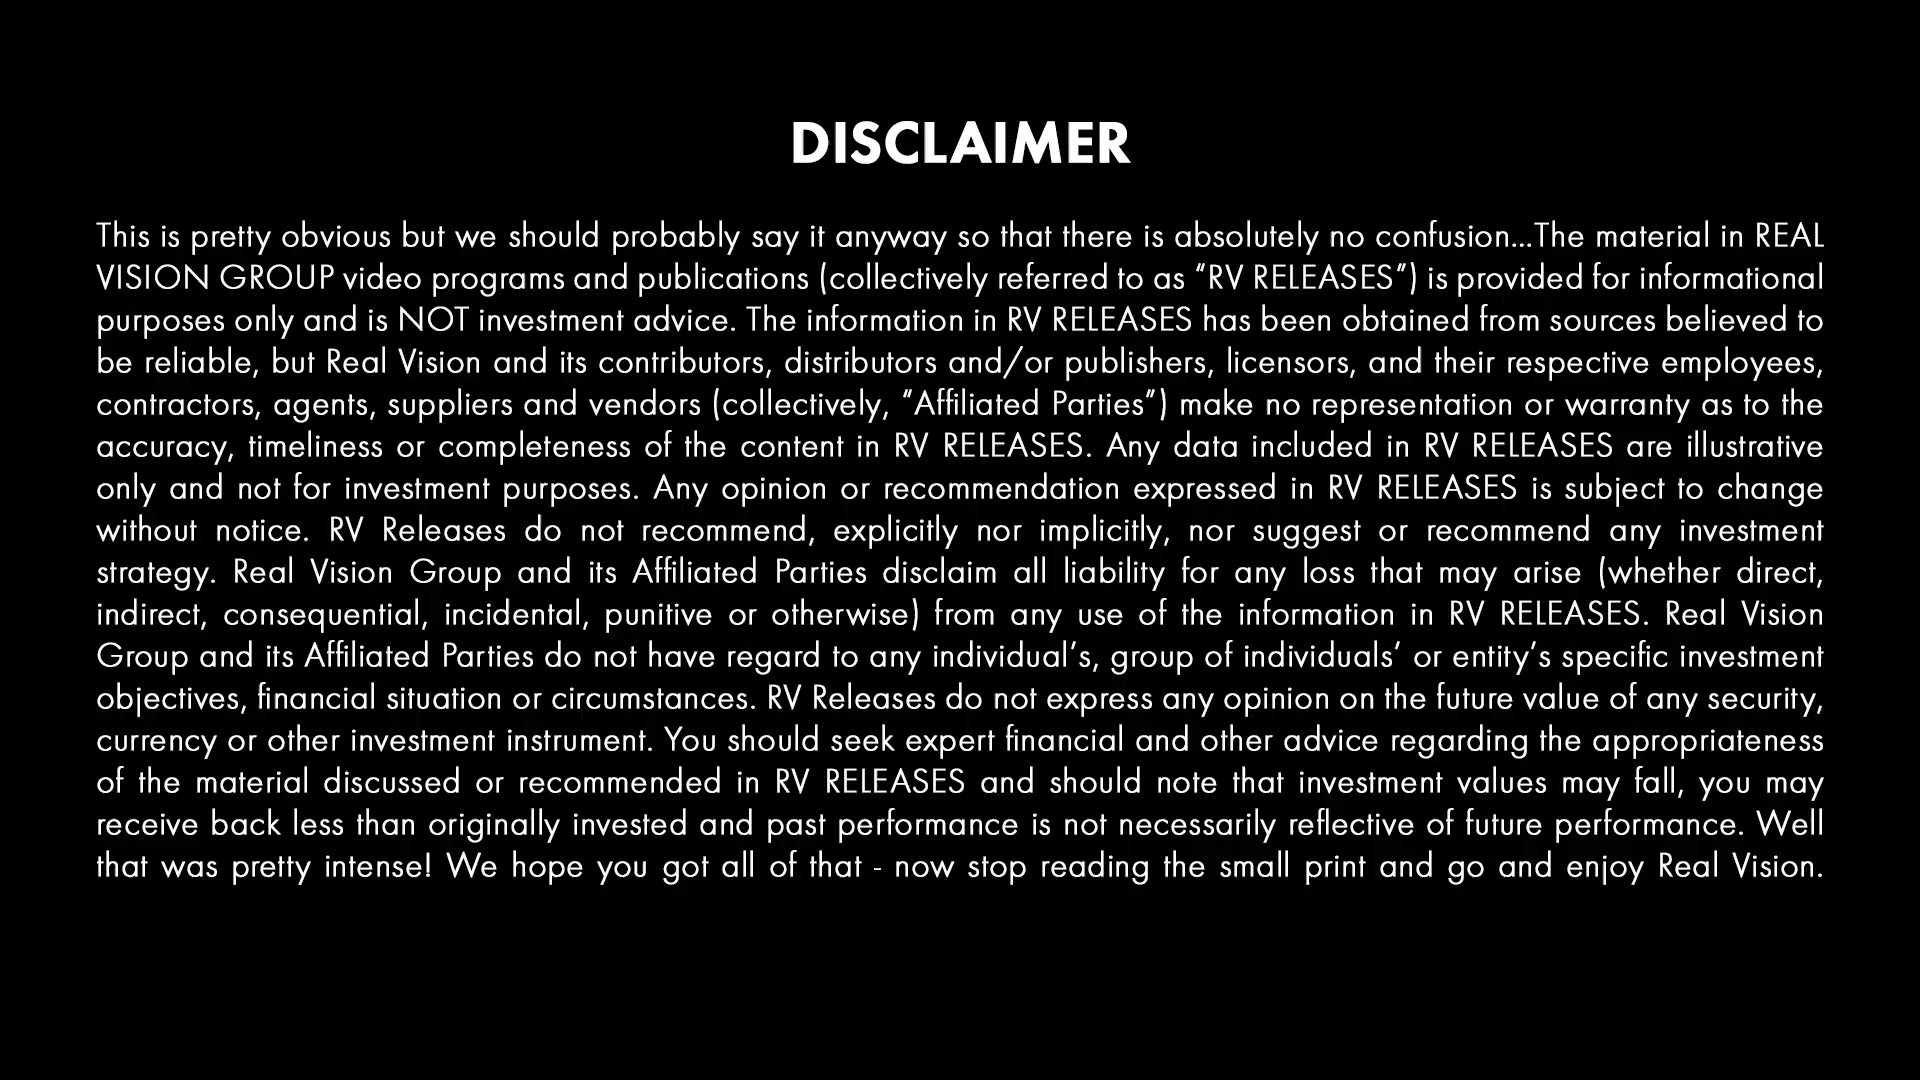 DISCLAIMER
This is pretty obvious but we should probably say it anyway so that there is absolutely no confusion...The material in REAL
VISION GROUP video programs and publications (collectively referred to as “RV RELEASES”) is provided for informational
purposes only and is NOT investment advice. The information in RV RELEASES has been obtained from sources believed to
be reliable, but Real Vision and its contributors, distributors and/or publishers, licensors, and their respective employees,
contractors, agents, suppliers and vendors (collectively, “Affiliated Parties”) make no representation or warranty as to the
accuracy, timeliness or completeness of the content in RV RELEASES. Any data included in RV RELEASES are illustrative
only and not for investment purposes. Any opinion or recommendation expressed in RV RELEASES is subject to change
without notice. RV Releases do not recommend, explicitly nor implicitly, nor suggest or recommend any investment
strategy. Real Vision Group and its Affiliated Parties disclaim all liability for any loss that may arise (whether direct,
indirect, consequential, incidental, punitive or otherwise) from any use of the information in RV RELEASES. Real Vision
Group and its Affiliated Parties do not have regard to any individual’s, group of individuals’ or entity’s specific investment
objectives, financial situation or circumstances. RV Releases do not express any opinion on the future value of any security,
currency or other investment instrument. You should seek expert financial and other advice regarding the appropriateness
of the material discussed or recommended in RV RELEASES and should note that investment values may fall, you may
receive back less than originally invested and past performance is not necessarily reflective of future performance. Well
that was pretty intense! We hope you got all of that - now stop reading the small print and go and enjoy Real Vision.